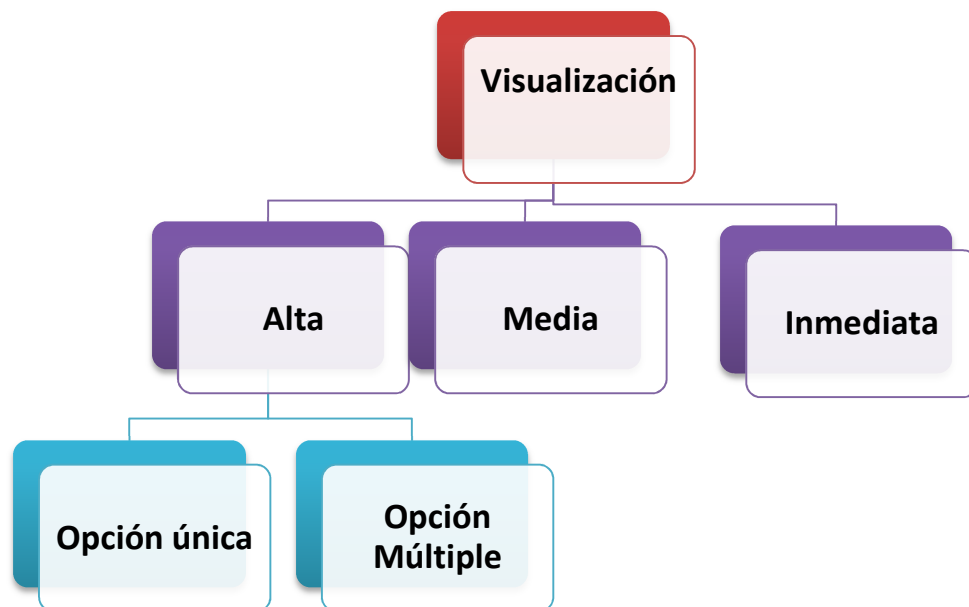 Visualización
Alta
Media
Inmediata
Opción única
Opción
Múltiple